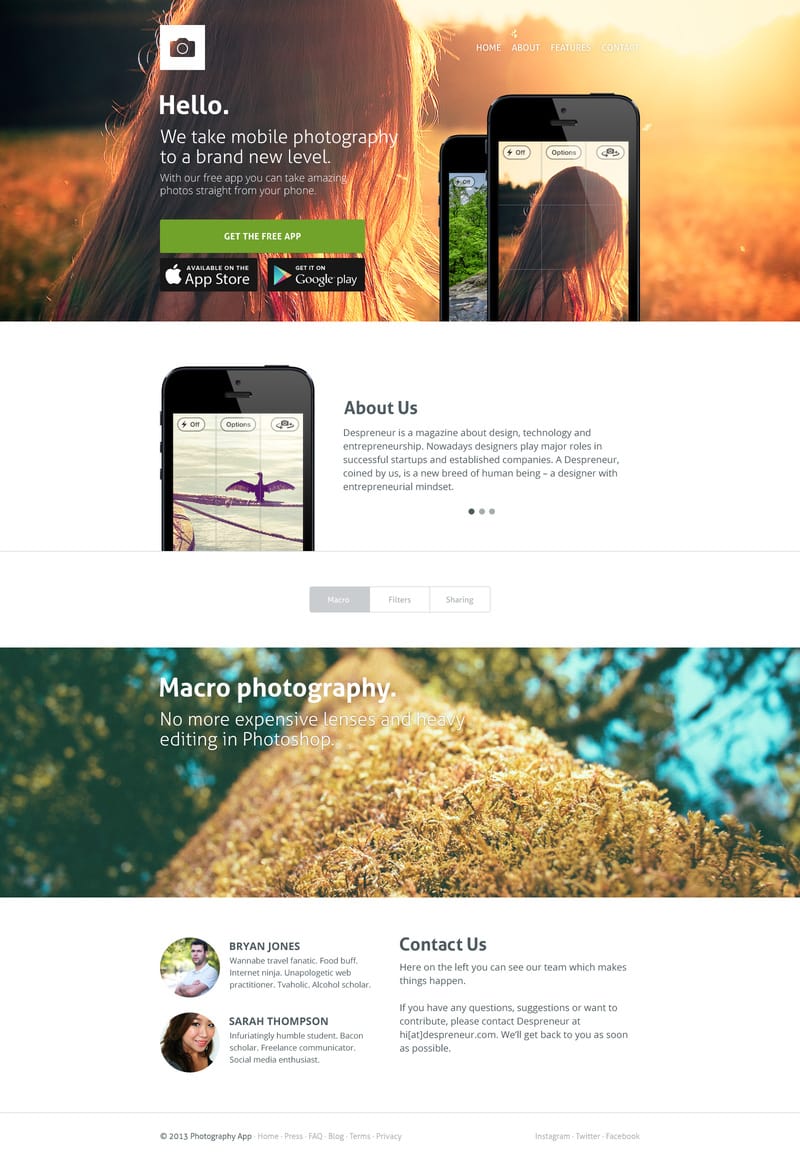 HOME ABOUT FEATURES CONTACT
Hello.
We take mobile photography
to a brand new level.
With our free app you can take amazing
photos straight from your phone.
GET THE FREE APP
AVAILABLE ON THE
App Store
GET IT ON
Google play
Off
Off
Options
Off
Options
About Us
Despreneur is a magazine about design, technology and
entrepreneurship. Nowadays designers play major roles in
successful startups and established companies. A Despreneur,
coined by us, is a new breed of human being – a designer with
entrepreneurial mindset.
Macro
Filters
Sharing
Macro photography.
No more expensive lenses and heavy
editing in Photoshop.
BRYAN JONES
Wannabe travel fanatic. Food buff.
Internet ninja. Unapologetic web
practitioner. Tvaholic. Alcohol scholar.
SARAH THOMPSON
Infuriatingly humble student. Bacon
scholar. Freelance communicator.
Social media enthusiast.
Contact Us
Here on the left you can see our team which makes
things happen.
If you have any questions, suggestions or want to
contribute, please contact Despreneur at
hi[at]despreneur.com. We'll get back to you as soon
as possible.
© 2013 Photography App · Home · Press · FAQ · Blog · Terms · Privacy
Instagram · Twitter · Facebook